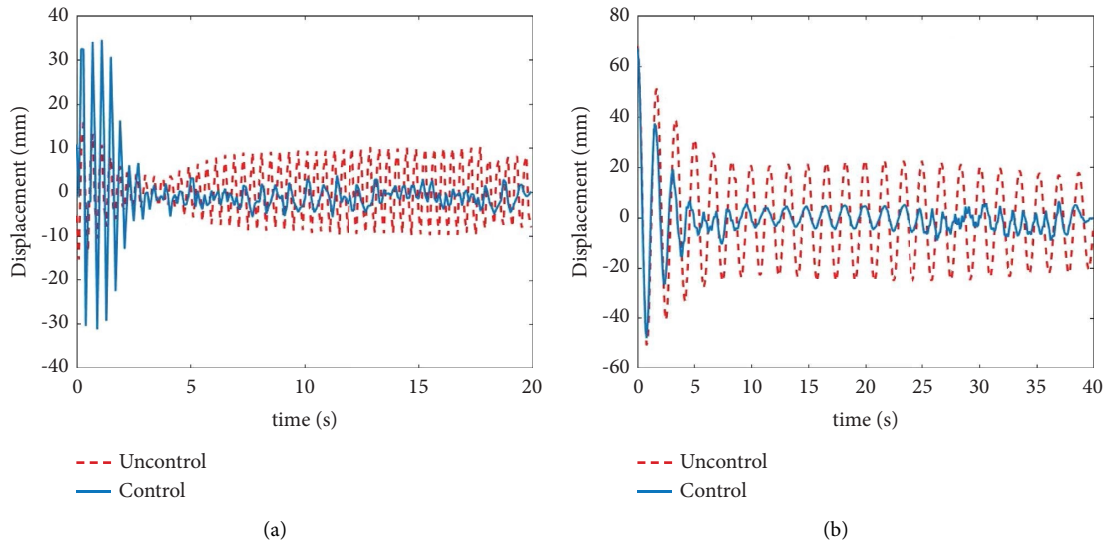 40
30
20
10
0
-10
-20
-30
-40
Displacement (mm)
0 5 10 15 20
time (s)
Uncontrol
Control
(a)
80
60
40
20
0
-20
-40
-60
Displacement (mm)
0 5 10 15 20 25 30 35 40
time (s)
Uncontrol
Control
(b)